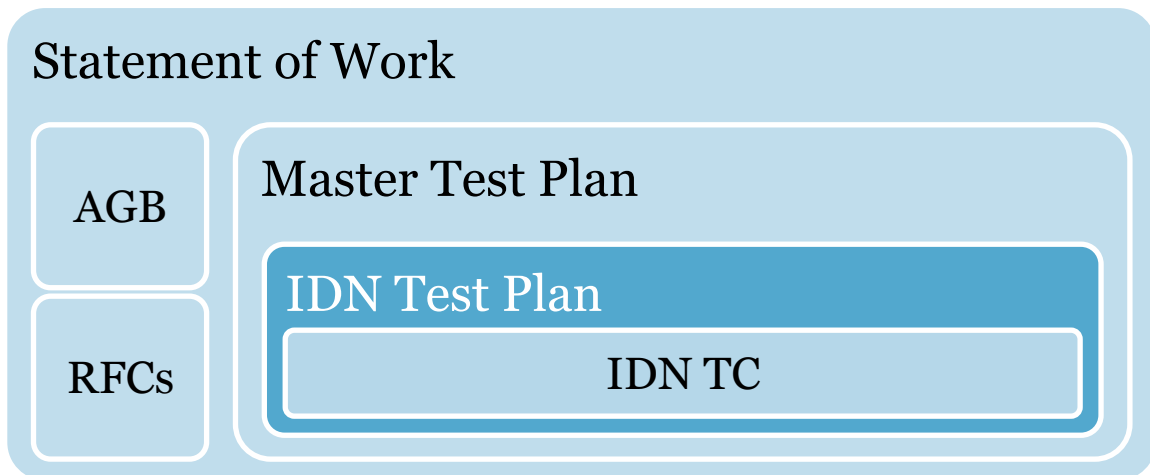 Statement of Work
AGB
RFCs
Master Test Plan
IDN Test Plan
IDN TC